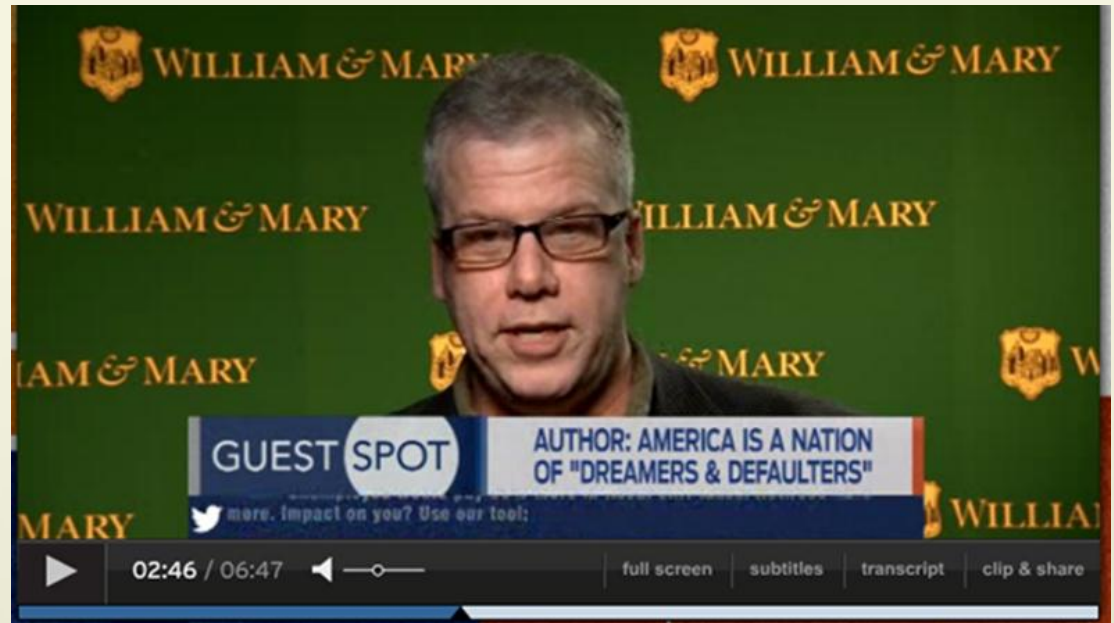 WILLIAM & MARY WILLIAM & MARY
WILLIAM & MARY ILLIAM & MARY
IAM & MARY & MARY W
GUEST SPOT
AUTHOR: AMERICA IS A NATION
OF "DREAMERS & DEFAULTERS"
more. Impact on you? Use our tool:
MARY WILLIA
02:46 / 06:47 full screen subtitles transcript clip & share